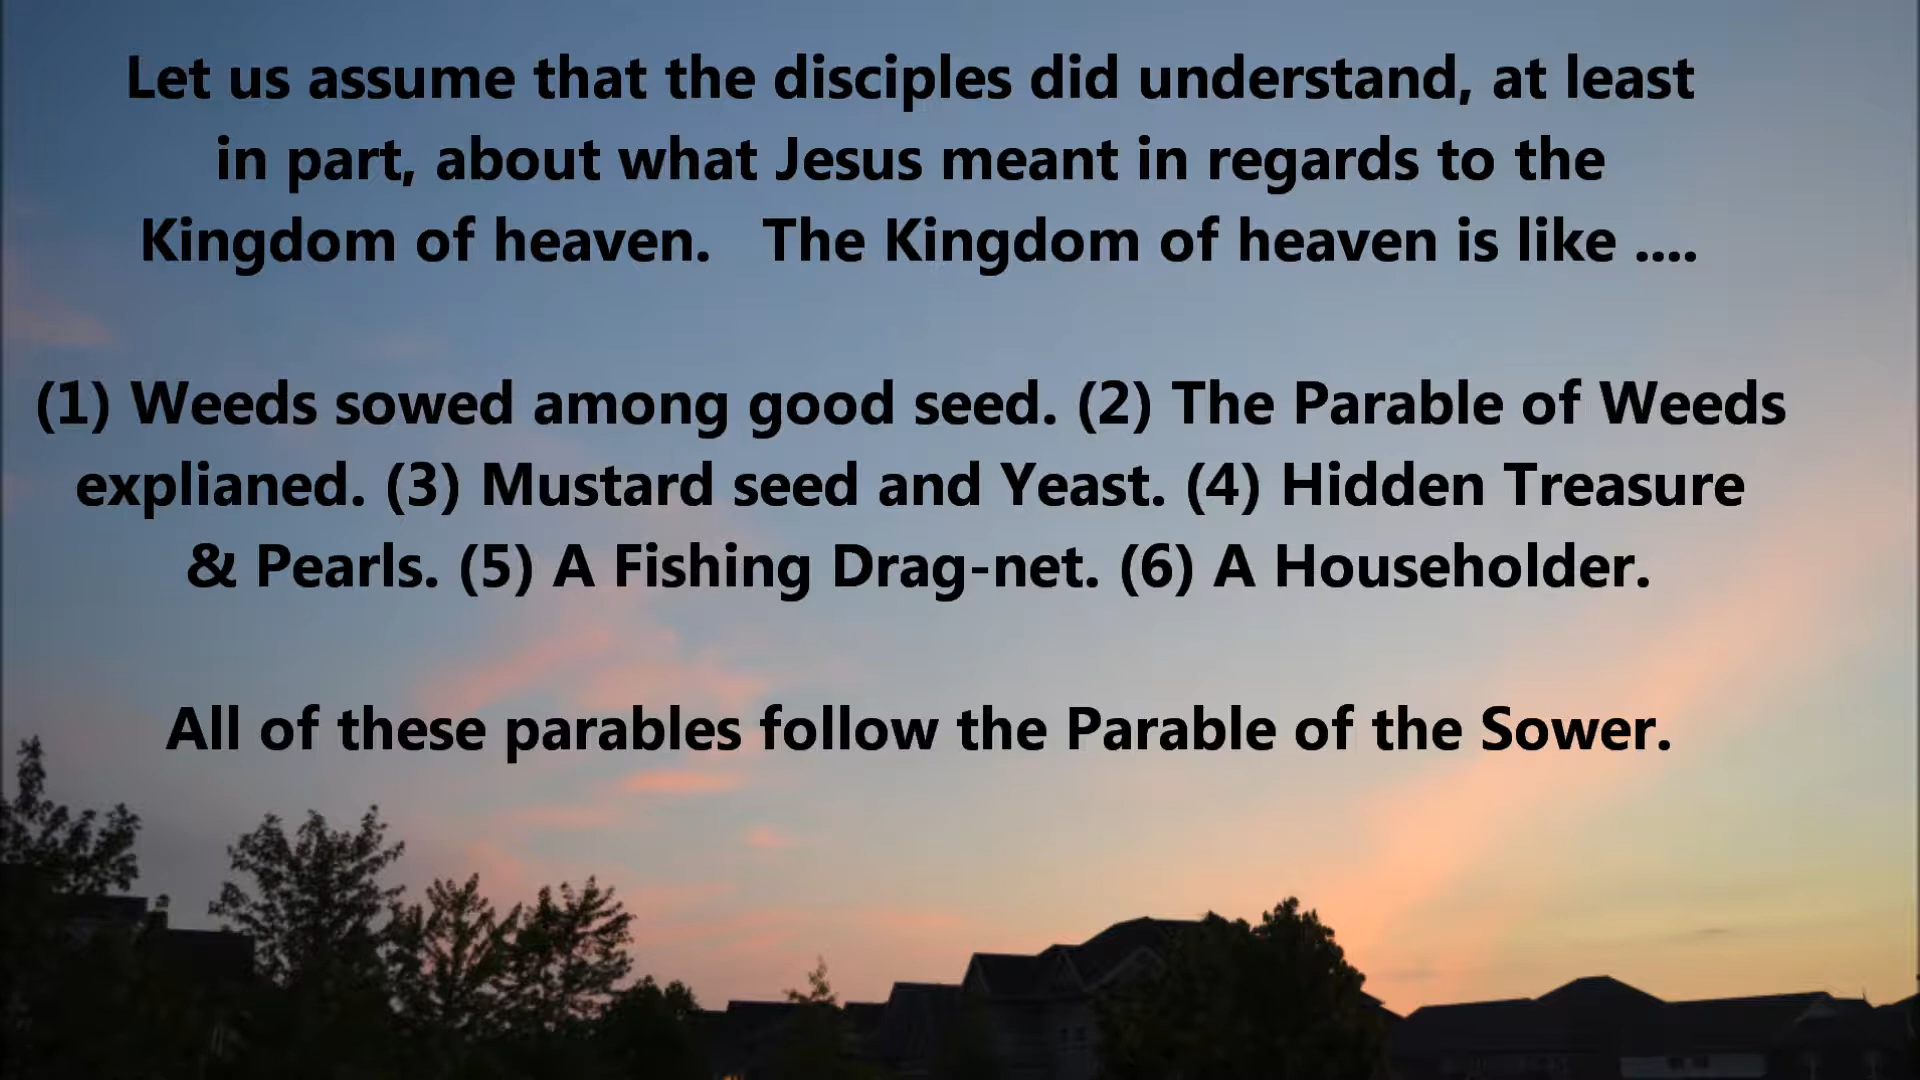 Let us assume that the disciples did understand, at least
in part, about what Jesus meant in regards to the
Kingdom of heaven.   The Kingdom of heaven is like ....
(1) Weeds sowed among good seed. (2) The Parable of Weeds
explianed. (3) Mustard seed and Yeast. (4) Hidden Treasure
& Pearls. (5) A Fishing Drag-net. (6) A Householder.
All of these parables follow the Parable of the Sower.